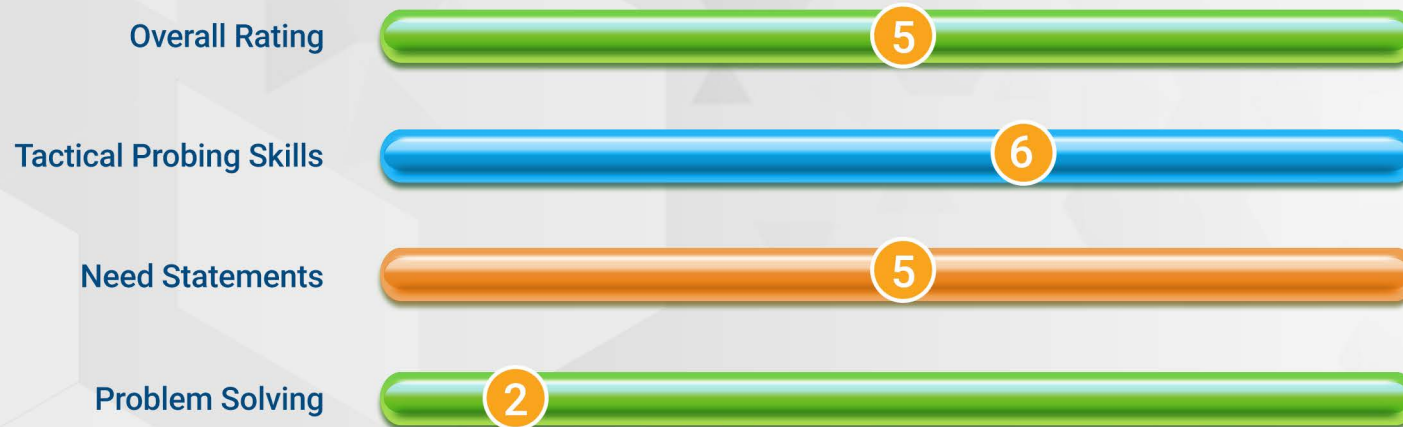 Overall Rating 5
Tactical Probing Skills 6
Need Statements 5
Problem Solving 2